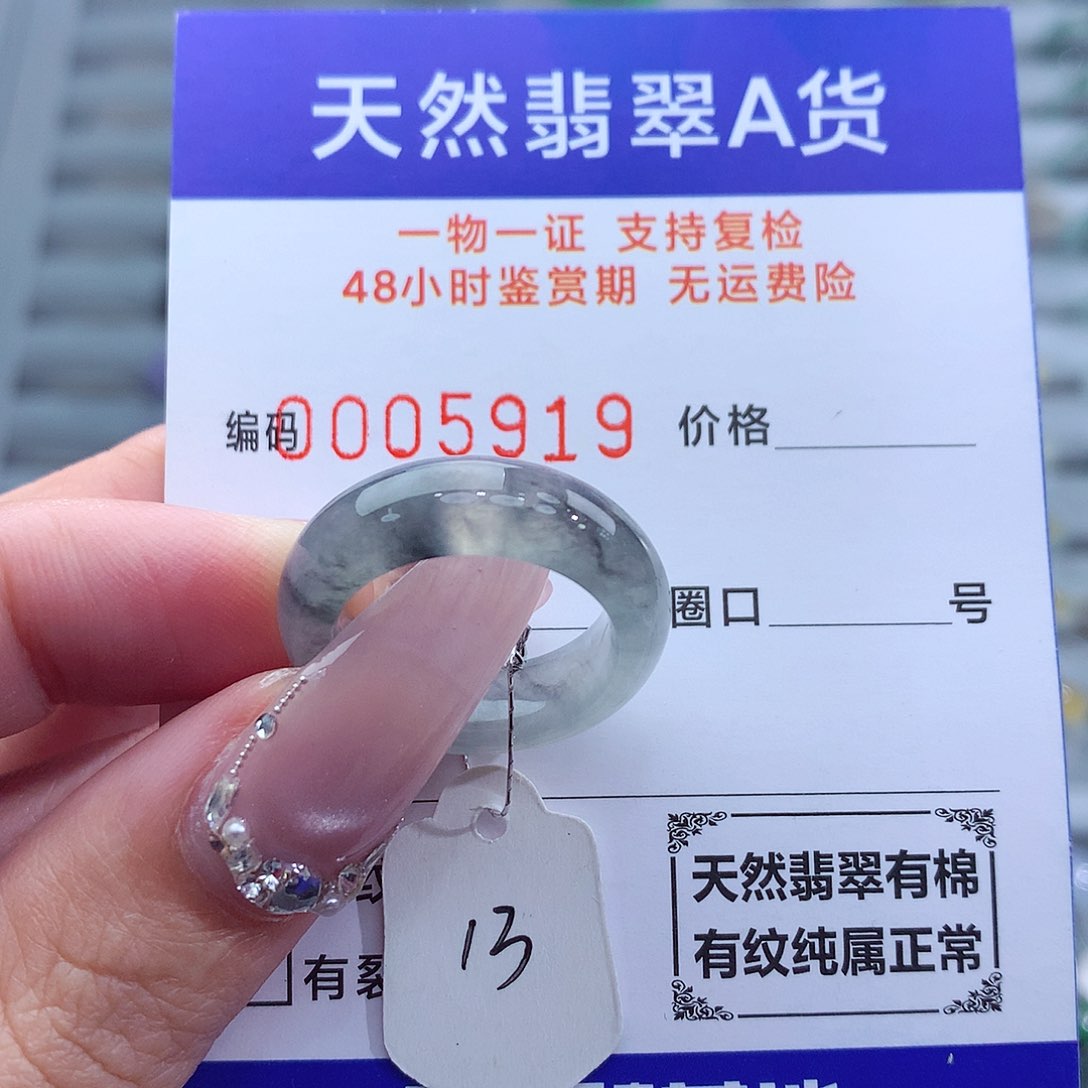 天然翡翠A货
一物一证 支持复检
48小时鉴赏期 无运费险
编码0005919 价格
圈口 号
天然翡翠有棉
有纹纯属正常
有裂
13